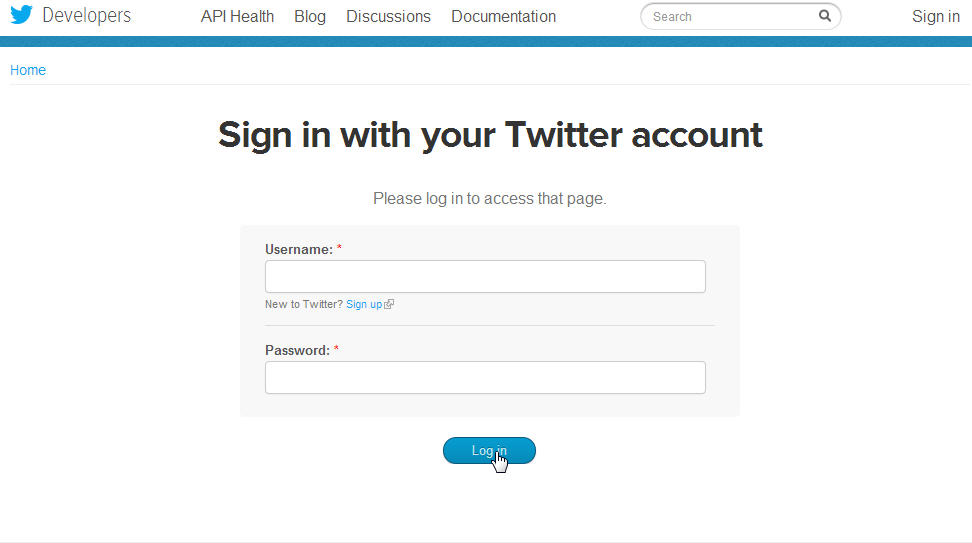 Developers API Health Blog Discussions Documentation Search Sign in
Home
Sign in with your Twitter account
Please log in to access that page.
Username: *
New to Twitter? Sign up
Password: *
Log in